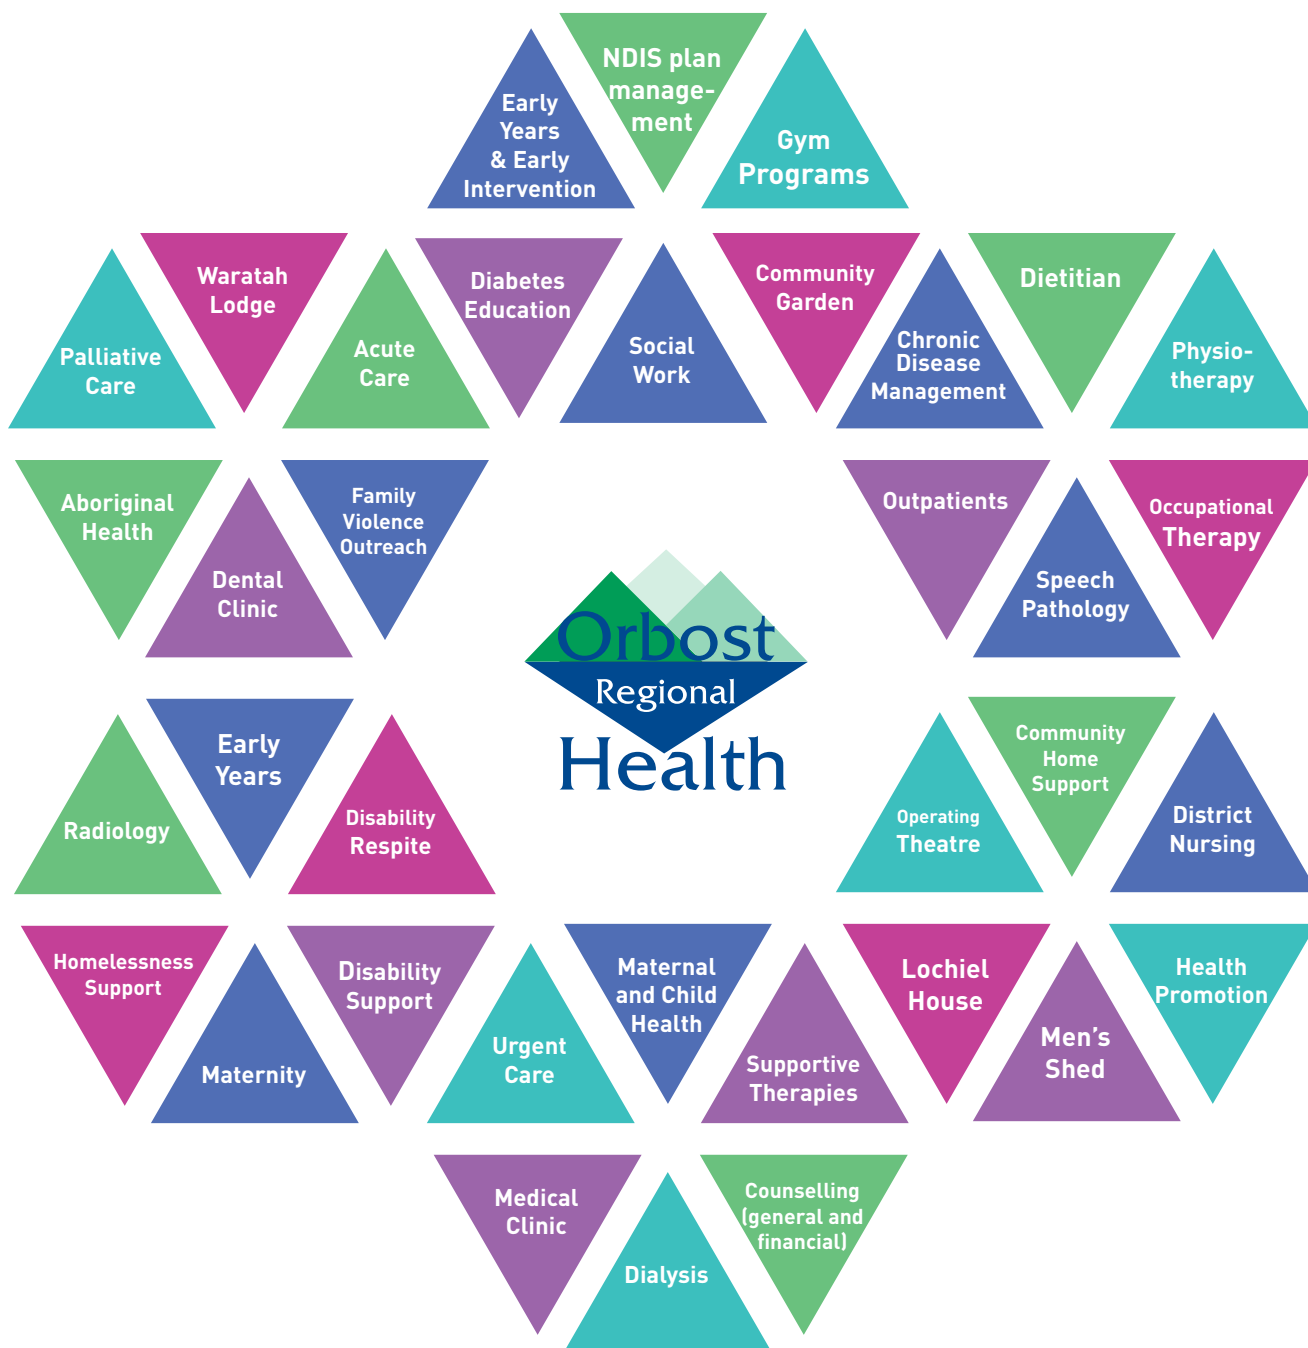 NDIS plan
manage-
ment
Early
Years
& Early
Intervention
Gym
Programs
Waratah
Lodge
Diabetes
Education
Community
Garden
Dietitian
Palliative
Care
Acute
Care
Social
Work
Chronic
Disease
Management
Physio-
therapy
Aboriginal
Health
Family
Violence
Outreach
Outpatients
Occupational
Therapy
Dental
Clinic
Speech
Pathology
Orbost
Regional
Health
Early
Years
Community
Home
Support
Radiology
Disability
Respite
Operating
Theatre
District
Nursing
Homelessness
Support
Disability
Support
Maternal
and Child
Health
Lochiel
House
Health
Promotion
Maternity
Urgent
Care
Supportive
Therapies
Men's
Shed
Medical
Clinic
Counselling
(general and
financial)
Dialysis